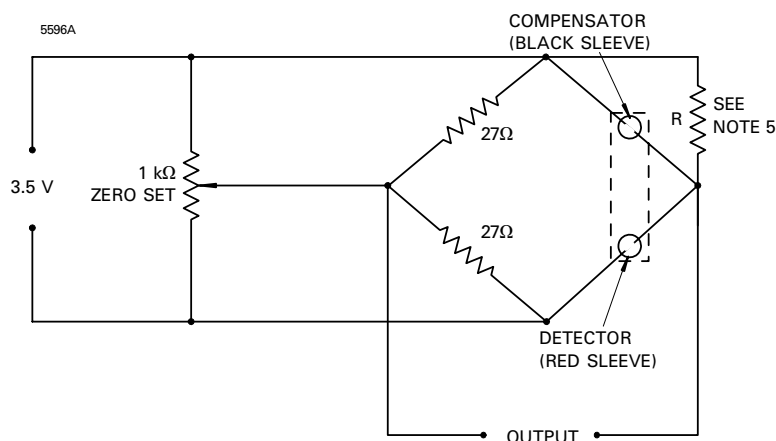 5596A
COMPENSATOR
(BLACK SLEEVE)
R
SEE
NOTE 5
27Ω
1 kΩ
ZERO SET
3.5 V
27Ω
DETECTOR
(RED SLEEVE)
OUTPUT